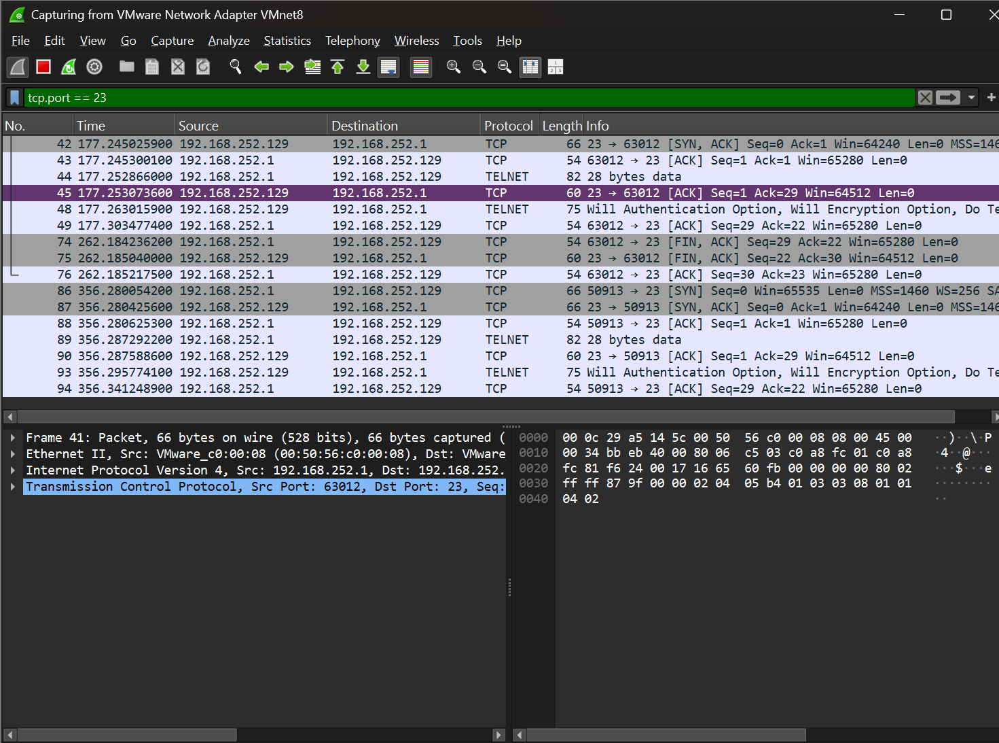 Capturing from VMware Network Adapter VMnet8
File Edit View Go Capture Analyze Statistics Telephony Wireless Tools Help
tcp.port == 23
No. Time Source Destination Protocol Length Info
42 177.245025900 192.168.252.129 192.168.252.1 TCP 66 23 → 63012 [SYN, ACK] Seq=0 Ack=1 Win=64240 Len=0 MSS=146
43 177.245300100 192.168.252.1 192.168.252.129 TCP 54 63012 → 23 [ACK] Seq=1 Ack=1 Win=65280 Len=0
44 177.252866000 192.168.252.1 192.168.252.129 TELNET 82 28 bytes data
45 177.253073600 192.168.252.129 192.168.252.1 TCP 60 23 → 63012 [ACK] Seq=1 Ack=29 Win=64512 Len=0
48 177.263015900 192.168.252.129 192.168.252.1 TELNET 75 Will Authentication Option, Will Encryption Option, Do Te
49 177.303477400 192.168.252.1 192.168.252.129 TCP 54 63012 → 23 [ACK] Seq=29 Ack=22 Win=65280 Len=0
74 262.184236200 192.168.252.1 192.168.252.129 TCP 54 63012 → 23 [FIN, ACK] Seq=29 Ack=22 Win=65280 Len=0
75 262.185040000 192.168.252.129 192.168.252.1 TCP 60 23 → 63012 [FIN, ACK] Seq=22 Ack=30 Win=64512 Len=0
76 262.185217500 192.168.252.1 192.168.252.129 TCP 54 63012 → 23 [ACK] Seq=30 Ack=23 Win=65280 Len=0
86 356.280054200 192.168.252.1 192.168.252.129 TCP 66 50913 → 23 [SYN] Seq=0 Win=65535 Len=0 MSS=1460 WS=256 SA
87 356.280425600 192.168.252.129 192.168.252.1 TCP 66 23 → 50913 [SYN, ACK] Seq=0 Ack=1 Win=64240 Len=0 MSS=146
88 356.280625300 192.168.252.1 192.168.252.129 TCP 54 50913 → 23 [ACK] Seq=1 Ack=1 Win=65280 Len=0
89 356.287292200 192.168.252.1 192.168.252.129 TELNET 82 28 bytes data
90 356.287588600 192.168.252.129 192.168.252.1 TCP 60 23 → 50913 [ACK] Seq=1 Ack=29 Win=64512 Len=0
93 356.295774100 192.168.252.129 192.168.252.1 TELNET 75 Will Authentication Option, Will Encryption Option, Do Te
94 356.341248900 192.168.252.1 192.168.252.129 TCP 54 50913 → 23 [ACK] Seq=29 Ack=22 Win=65280 Len=0
Frame 41: Packet, 66 bytes on wire (528 bits), 66 bytes captured (
Ethernet II, Src: VMware_c0:00:08 (00:50:56:c0:00:08), Dst: VMware
Internet Protocol Version 4, Src: 192.168.252.1, Dst: 192.168.252.
Transmission Control Protocol, Src Port: 63012, Dst Port: 23, Seq:
0000 00 0c 29 a5 14 5c 00 50 56 c0 00 08 08 00 45 00 ··)··\·P
0010 00 34 bb eb 40 00 80 06 c5 03 c0 a8 fc 01 c0 a8 ·4··@···
0020 fc 81 f6 24 00 17 16 65 60 fb 00 00 00 00 80 02 ···$···e
0030 ff ff 87 9f 00 00 02 04 05 b4 01 03 03 08 01 01 ········
0040 04 02 ··